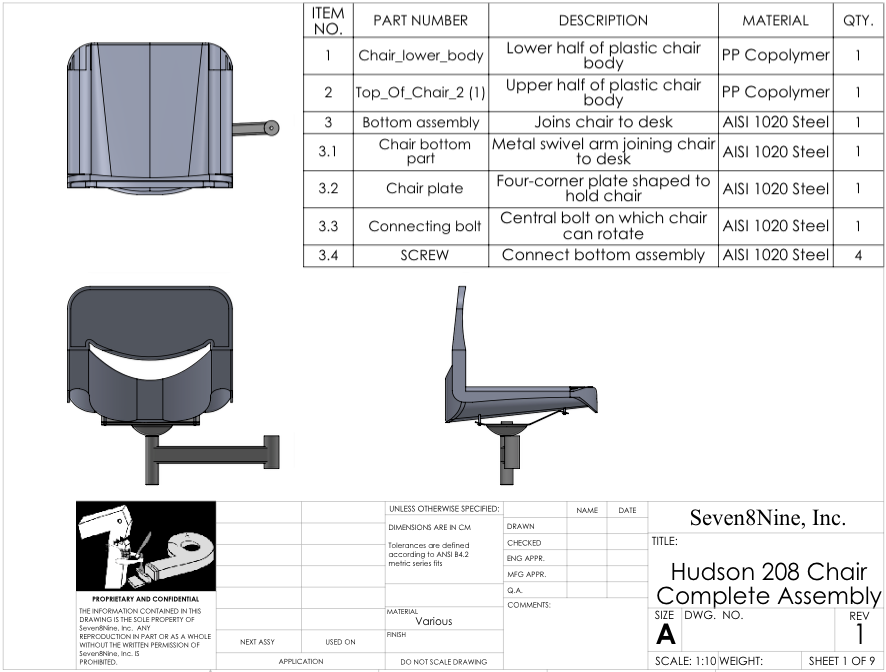 ITEM NO. PART NUMBER DESCRIPTION MATERIAL QTY.
1 Chair_lower_body Lower half of plastic chair body PP Copolymer 1
2 Top_Of_Chair_2 (1) Upper half of plastic chair body PP Copolymer 1
3 Bottom assembly Joins chair to desk AISI 1020 Steel 1
3.1 Chair bottom part Metal swivel arm joining chair to desk AISI 1020 Steel 1
3.2 Chair plate Four-corner plate shaped to hold chair AISI 1020 Steel 1
3.3 Connecting bolt Central bolt on which chair can rotate AISI 1020 Steel 1
3.4 SCREW Connect bottom assembly AISI 1020 Steel 4
PROPRIETARY AND CONFIDENTIAL
THE INFORMATION CONTAINED IN THIS
DRAWING IS THE SOLE PROPERTY OF
Seven8Nine, Inc. ANY
REPRODUCTION IN PART OR AS A WHOLE
WITHOUT THE WRITTEN PERMISSION OF
Seven8Nine, Inc. IS
PROHIBITED.
NEXT ASSY USED ON
APPLICATION
UNLESS OTHERWISE SPECIFIED:
DIMENSIONS ARE IN CM
Tolerances are defined
according to ANSI B4.2
metric series fits
MATERIAL
Various
FINISH
DO NOT SCALE DRAWING
NAME DATE
DRAWN
CHECKED
ENG APPR.
MFG APPR.
Q.A.
COMMENTS:
Seven8Nine, Inc.
TITLE:
Hudson 208 Chair
Complete Assembly
SIZE DWG. NO. REV
A 1
SCALE: 1:10 WEIGHT: SHEET 1 OF 9